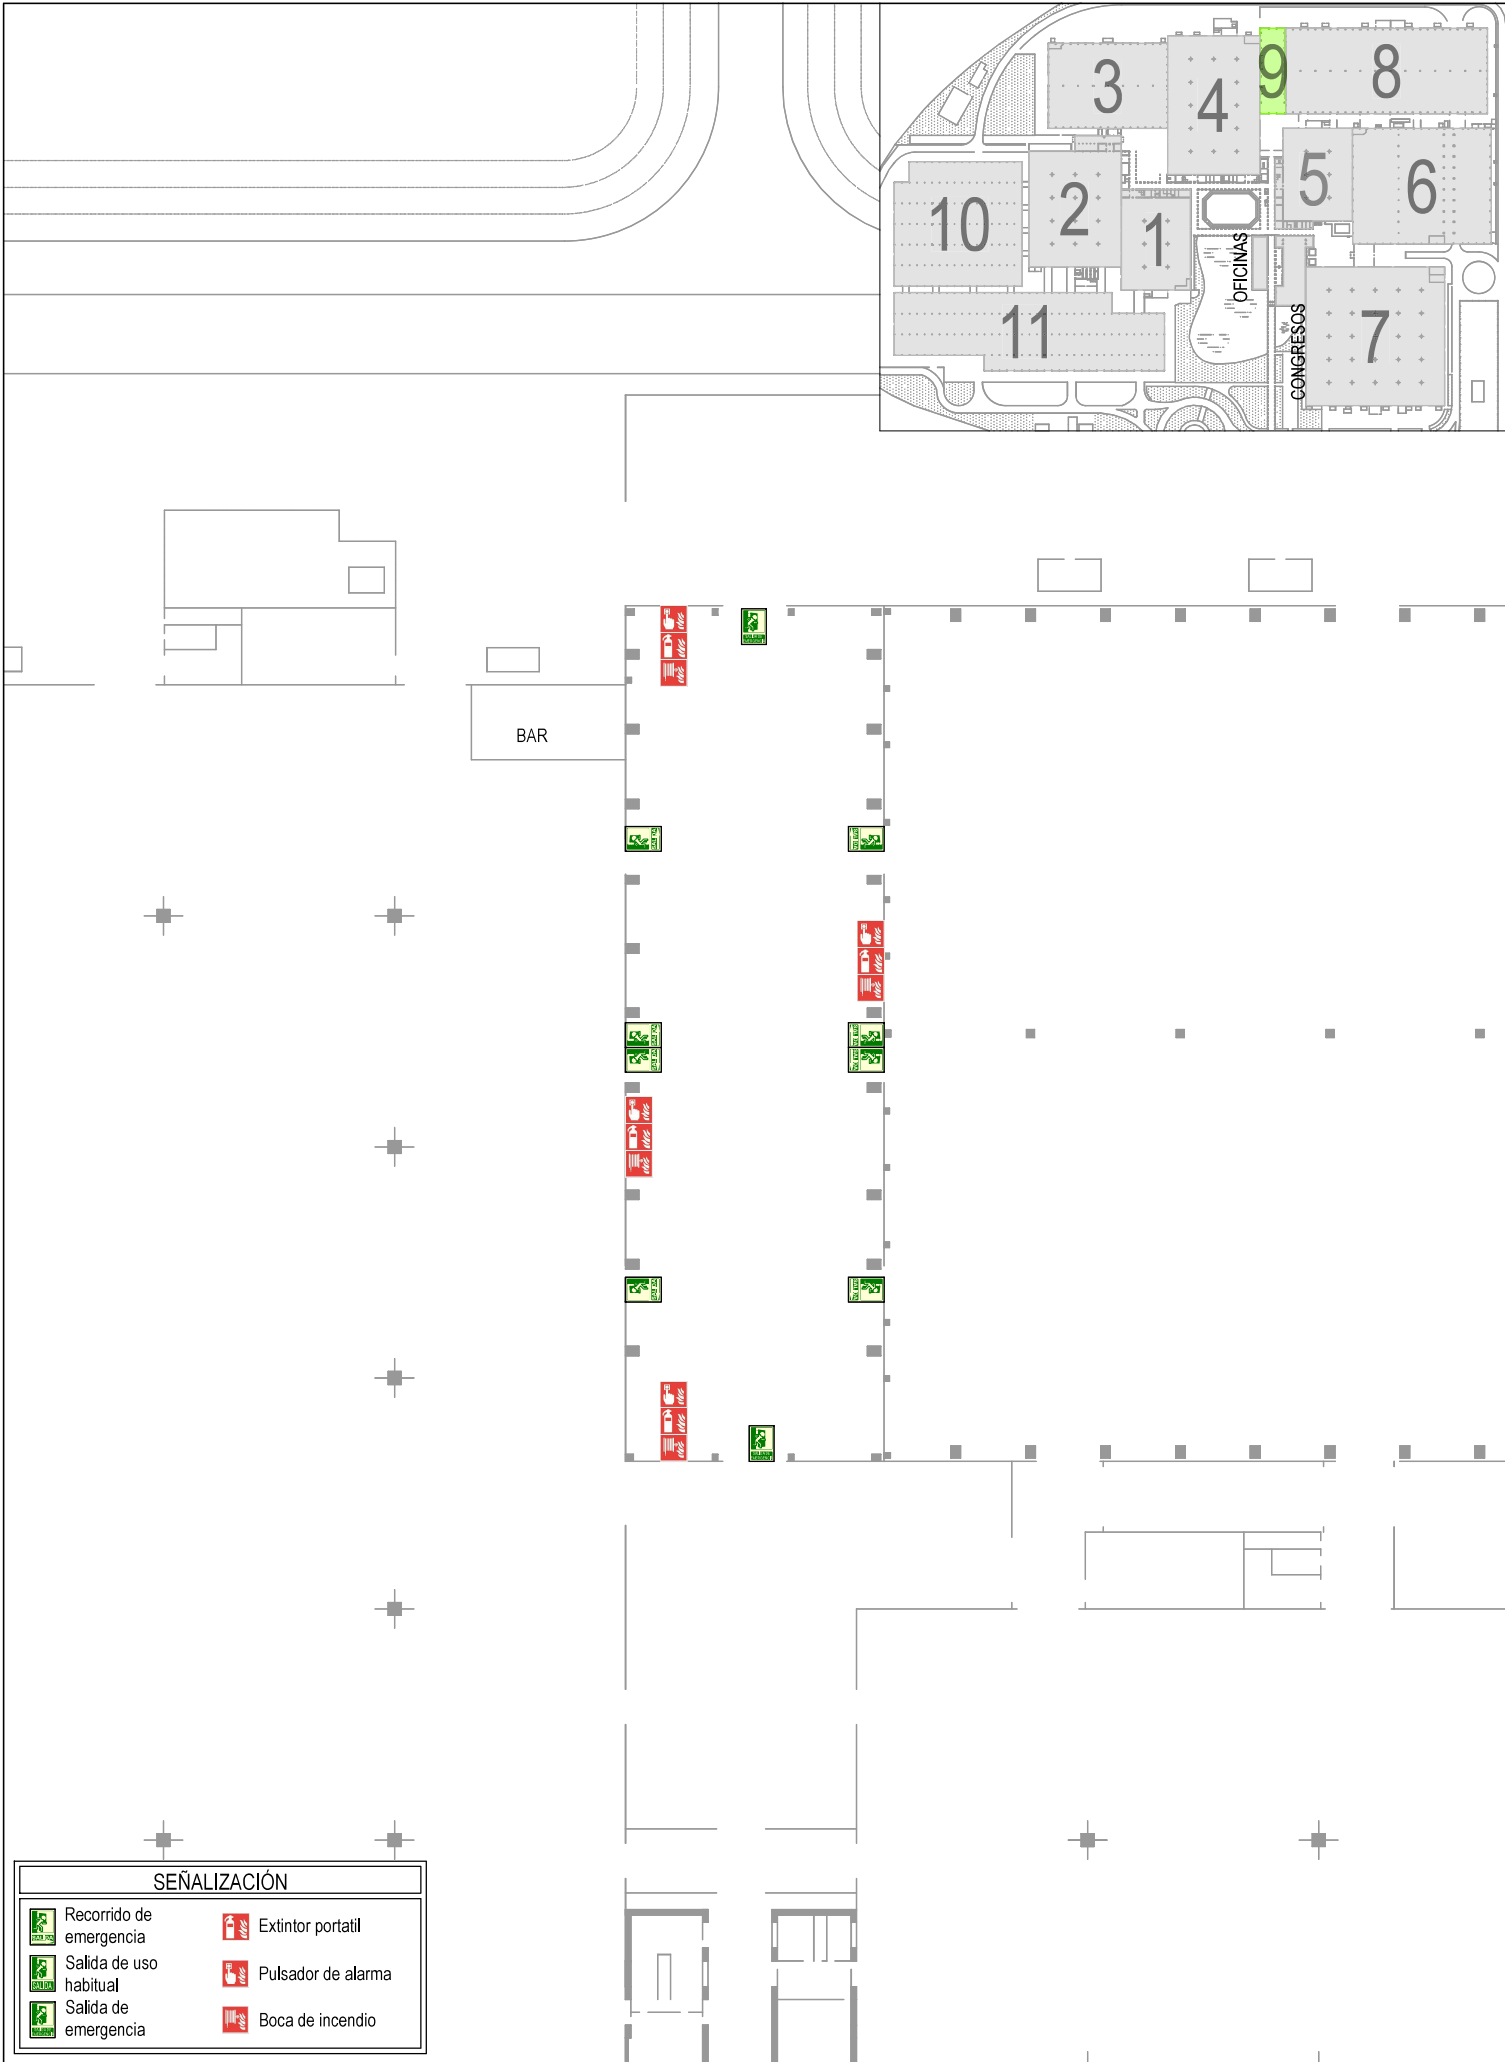 3
4
9
8
5
6
10
2
1
OFICINAS
11
CONGRESOS
7
BAR
SEÑALIZACIÓN
Recorrido de
emergencia
Extintor portatil
Salida de uso
habitual
Pulsador de alarma
Salida de
emergencia
Boca de incendio
SALIDA